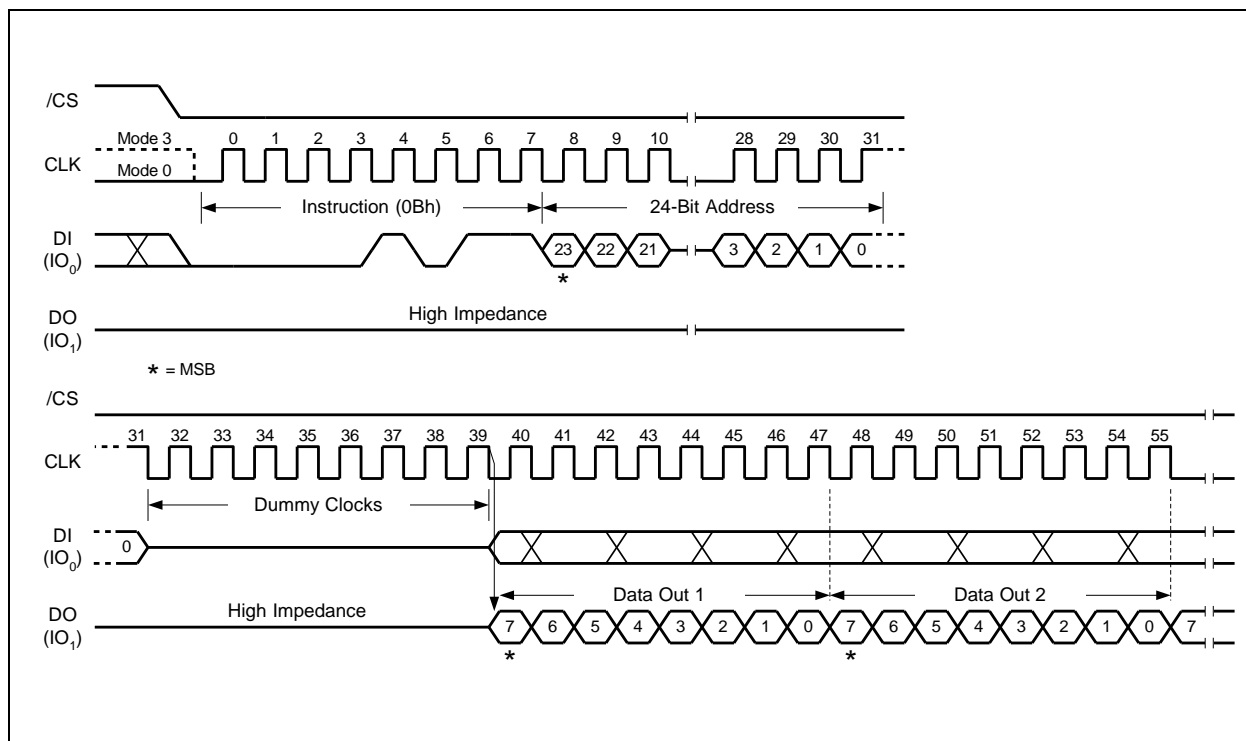 /CS
Mode 3 0 1 2 3 4 5 6 7 8 9 10 28 29 30 31
CLK
Mode 0
Instruction (0Bh) 24-Bit Address
DI
(IO0) 23 22 21 3 2 1 0
*
DO High Impedance
(IO1)
* = MSB
/CS
31 32 33 34 35 36 37 38 39 40 41 42 43 44 45 46 47 48 49 50 51 52 53 54 55
CLK
Dummy Clocks
DI
(IO0) 0
Data Out 1 Data Out 2
DO High Impedance
(IO1) 7 6 5 4 3 2 1 0 7 6 5 4 3 2 1 0 7
* *